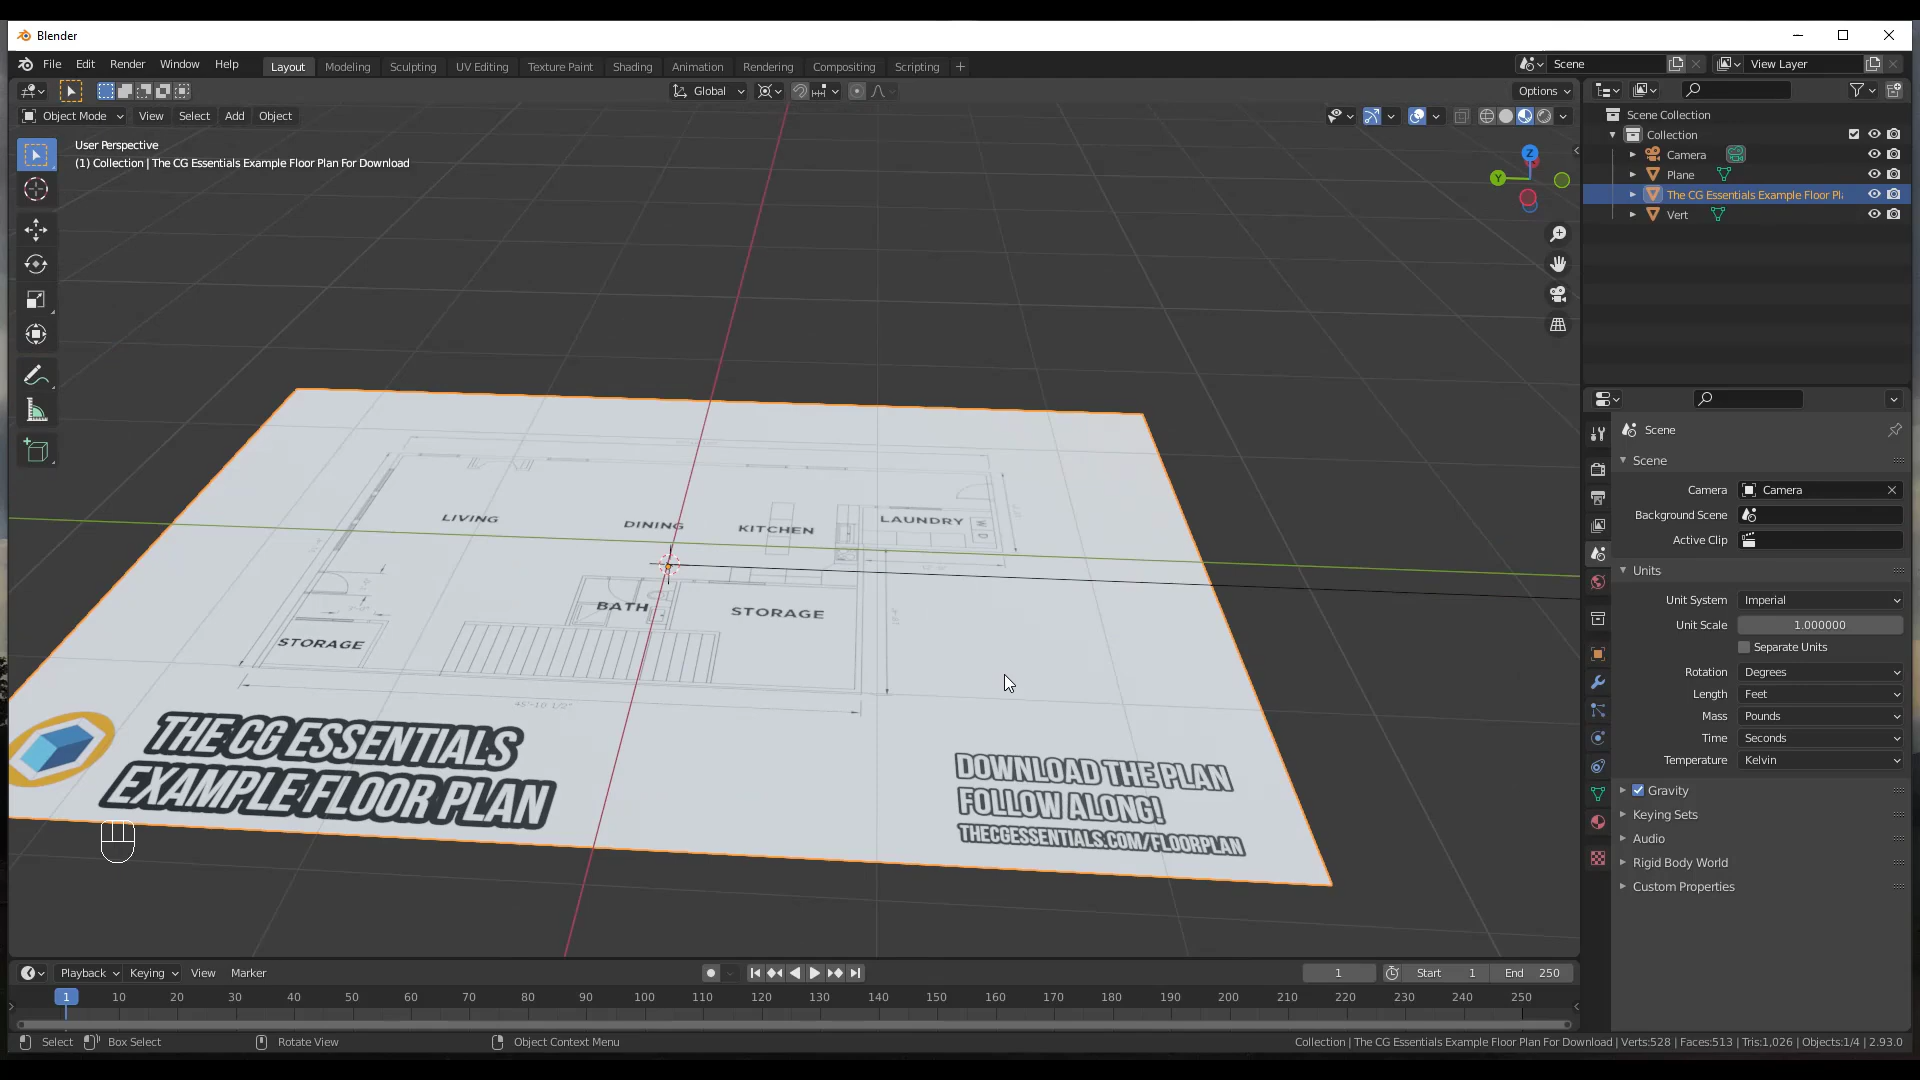 Blender
File Edit Render Window Help Layout Modeling Sculpting UV Editing Texture Paint Shading Animation Rendering Compositing Scripting + Scene View Layer
Global Options
Object Mode View Select Add Object
User Perspective
(1) Collection | The CG Essentials Example Floor Plan For Download
Z
Y
LIVING
DINING
KITCHEN
LAUNDRY
W D
BATH
STORAGE
STORAGE
45'-10 1/2"
THE CG ESSENTIALS
EXAMPLE FLOOR PLAN
DOWNLOAD THE PLAN
FOLLOW ALONG!
THECGESSENTIALS.COM/FLOORPLAN
Scene Collection
Collection
Camera
Plane
The CG Essentials Example Floor Pl
Vert
Scene
Scene
Camera Camera
Background Scene
Active Clip
Units
Unit System Imperial
Unit Scale 1.000000
Separate Units
Rotation Degrees
Length Feet
Mass Pounds
Time Seconds
Temperature Kelvin
Gravity
Keying Sets
Audio
Rigid Body World
Custom Properties
Playback Keying View Marker 1 Start 1 End 250
1 10 20 30 40 50 60 70 80 90 100 110 120 130 140 150 160 170 180 190 200 210 220 230 240 250
Select Box Select Rotate View Object Context Menu Collection | The CG Essentials Example Floor Plan For Download | Verts:528 | Faces:513 | Tris:1,026 | Objects:1/4 | 2.93.0